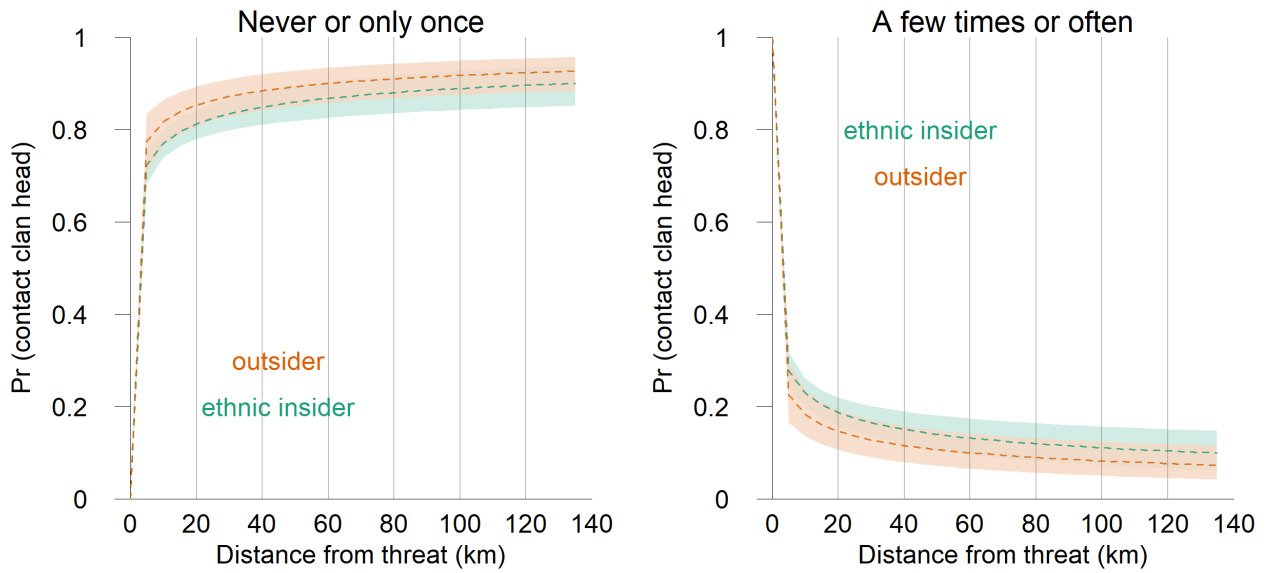 Never or only once
Pr (contact clan head)
1
0.8
0.6
0.4
0.2
0
outsider
ethnic insider
0 20 40 60 80 100 120 140
Distance from threat (km)
A few times or often
Pr (contact clan head)
1
0.8
0.6
0.4
0.2
0
ethnic insider
outsider
0 20 40 60 80 100 120 140
Distance from threat (km)